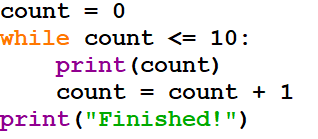 count = 0
while count <= 10:
    print(count)
    count = count + 1
print("Finished!")